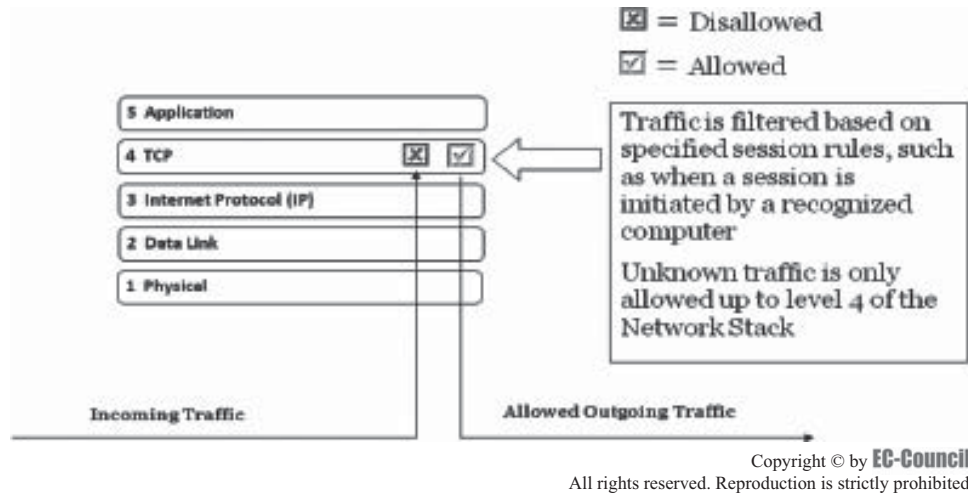 = Disallowed
= Allowed
5 Application
4 TCP
3 Internet Protocol (IP)
2 Data Link
1 Physical
Traffic is filtered based on
specified session rules, such
as when a session is
initiated by a recognized
computer
Unknown traffic is only
allowed up to level 4 of the
Network Stack
Incoming Traffic
Allowed Outgoing Traffic
Copyright © by EC-Council
All rights reserved. Reproduction is strictly prohibited